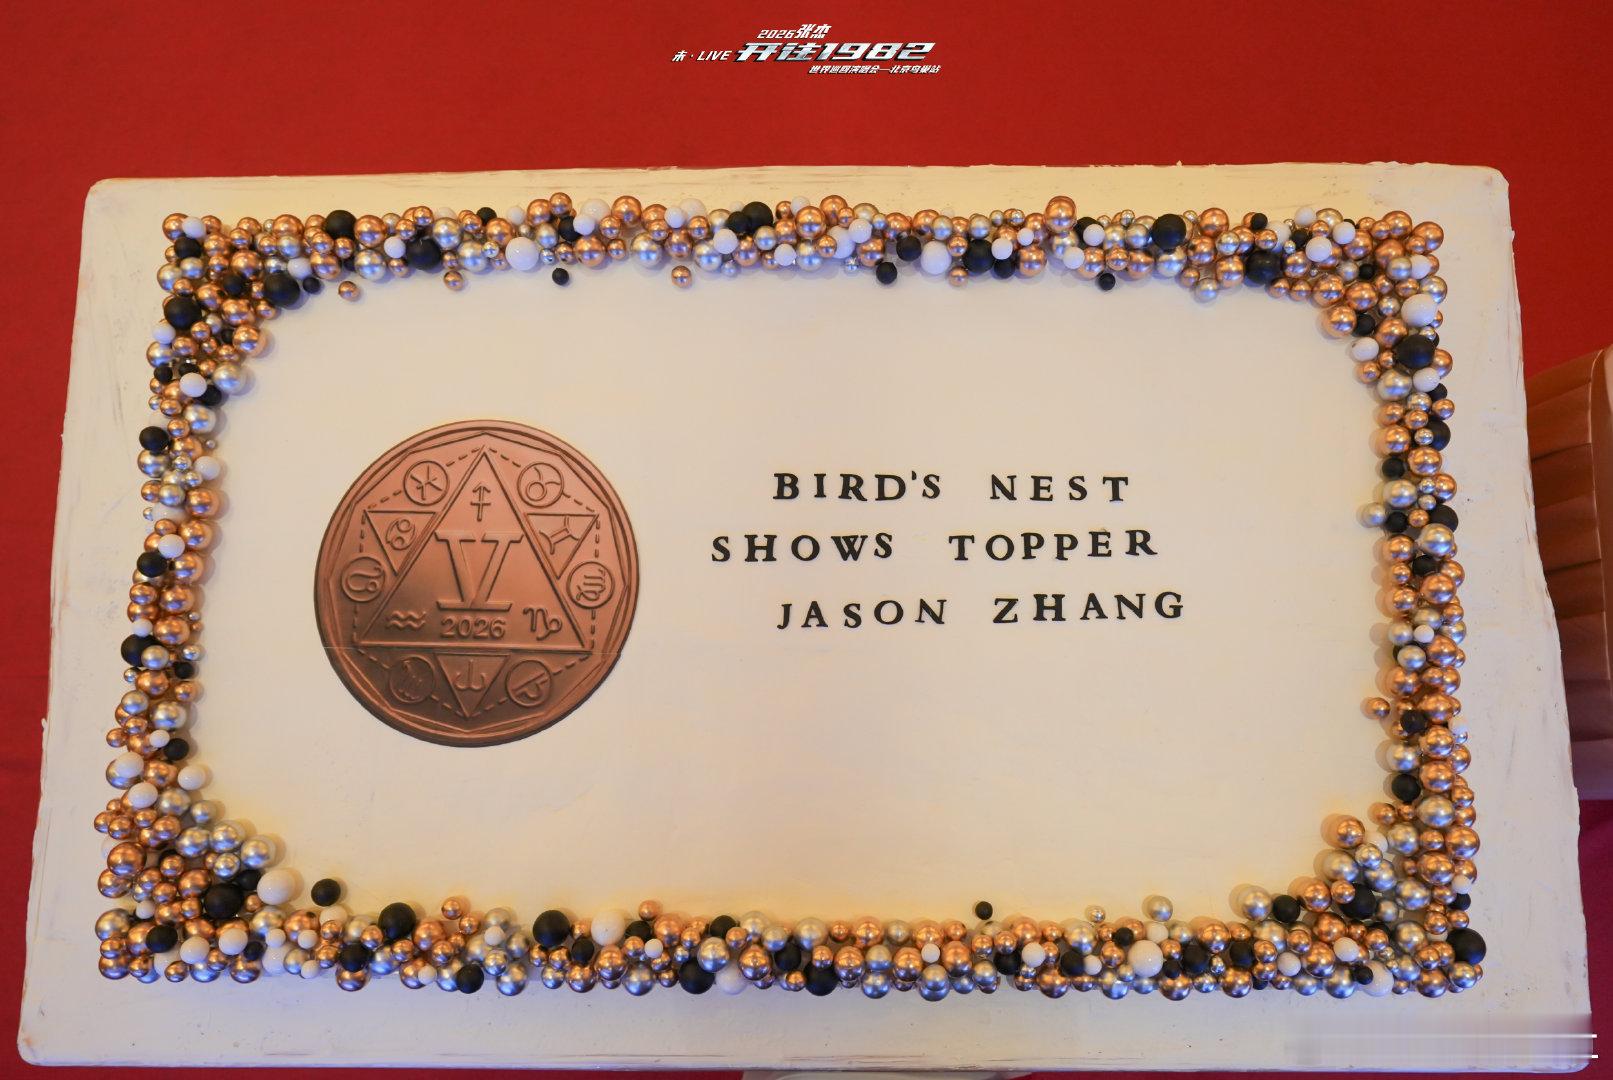 2026张杰
未·LIVE 开往1982
世界巡回演唱会—北京鸟巢站
BIRD'S NEST
SHOWS TOPPER
JASON ZHANG
V
2026